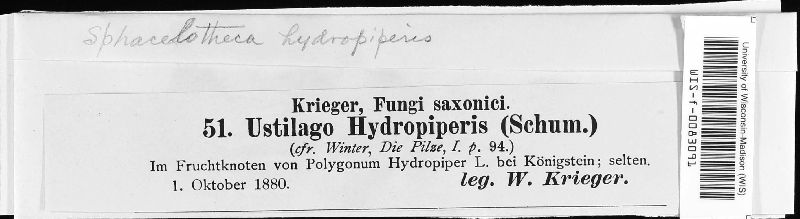 Sphacelotheca hydropiperis
Krieger, Fungi saxonici.
51. Ustilago Hydropiperis (Schum.)
(cfr. Winter, Die Pilze, I. p. 94.)
Im Fruchtknoten von Polygonum Hydropiper L. bei Königstein; selten.
1. Oktober 1880. leg. W. Krieger.
University of Wisconsin-Madison (WIS)
WIS-f-0083091